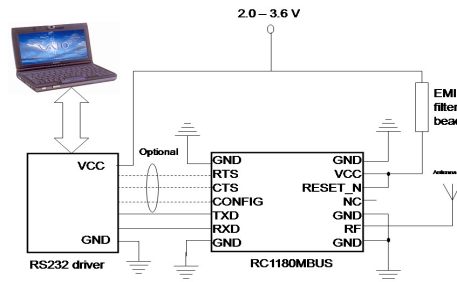 2.0 – 3.6 V
VAIO
EMI
filter
bead
Optional
VCC
GND
RS232 driver
GND
RTS
CTS
CONFIG
TXD
RXD
GND
GND
VCC
RESET_N
NC
GND
RF
GND
RC1180MBUS
Antenna